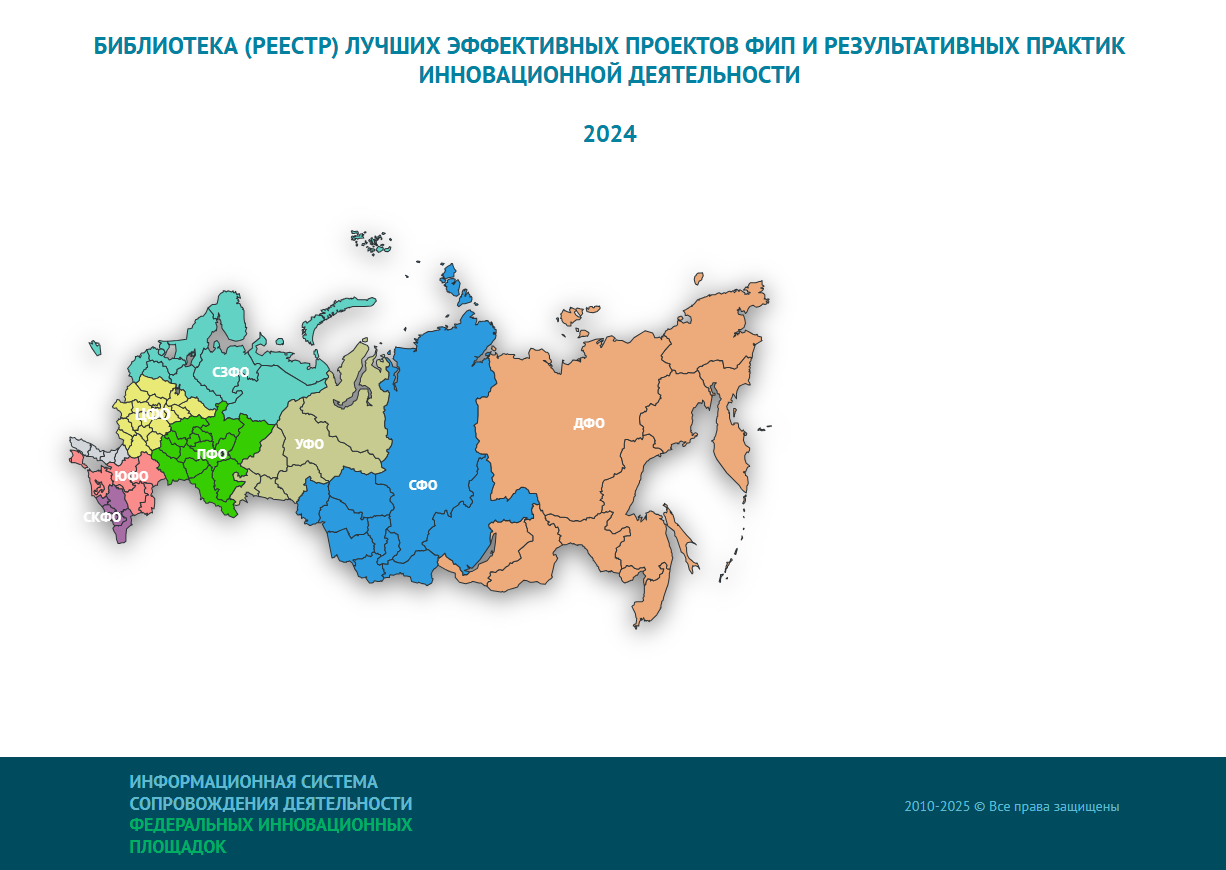 БИБЛИОТЕКА (РЕЕСТР) ЛУЧШИХ ЭФФЕКТИВНЫХ ПРОЕКТОВ ФИП И РЕЗУЛЬТАТИВНЫХ ПРАКТИК
ИННОВАЦИОННОЙ ДЕЯТЕЛЬНОСТИ
2024
СЗФО
ЦФО
ДФО
УФО
ПФО
ЮФО
СФО
СКФО
ИНФОРМАЦИОННАЯ СИСТЕМА
СОПРОВОЖДЕНИЯ ДЕЯТЕЛЬНОСТИ
ФЕДЕРАЛЬНЫХ ИННОВАЦИОННЫХ
ПЛОЩАДОК
2010-2025 © Все права защищены